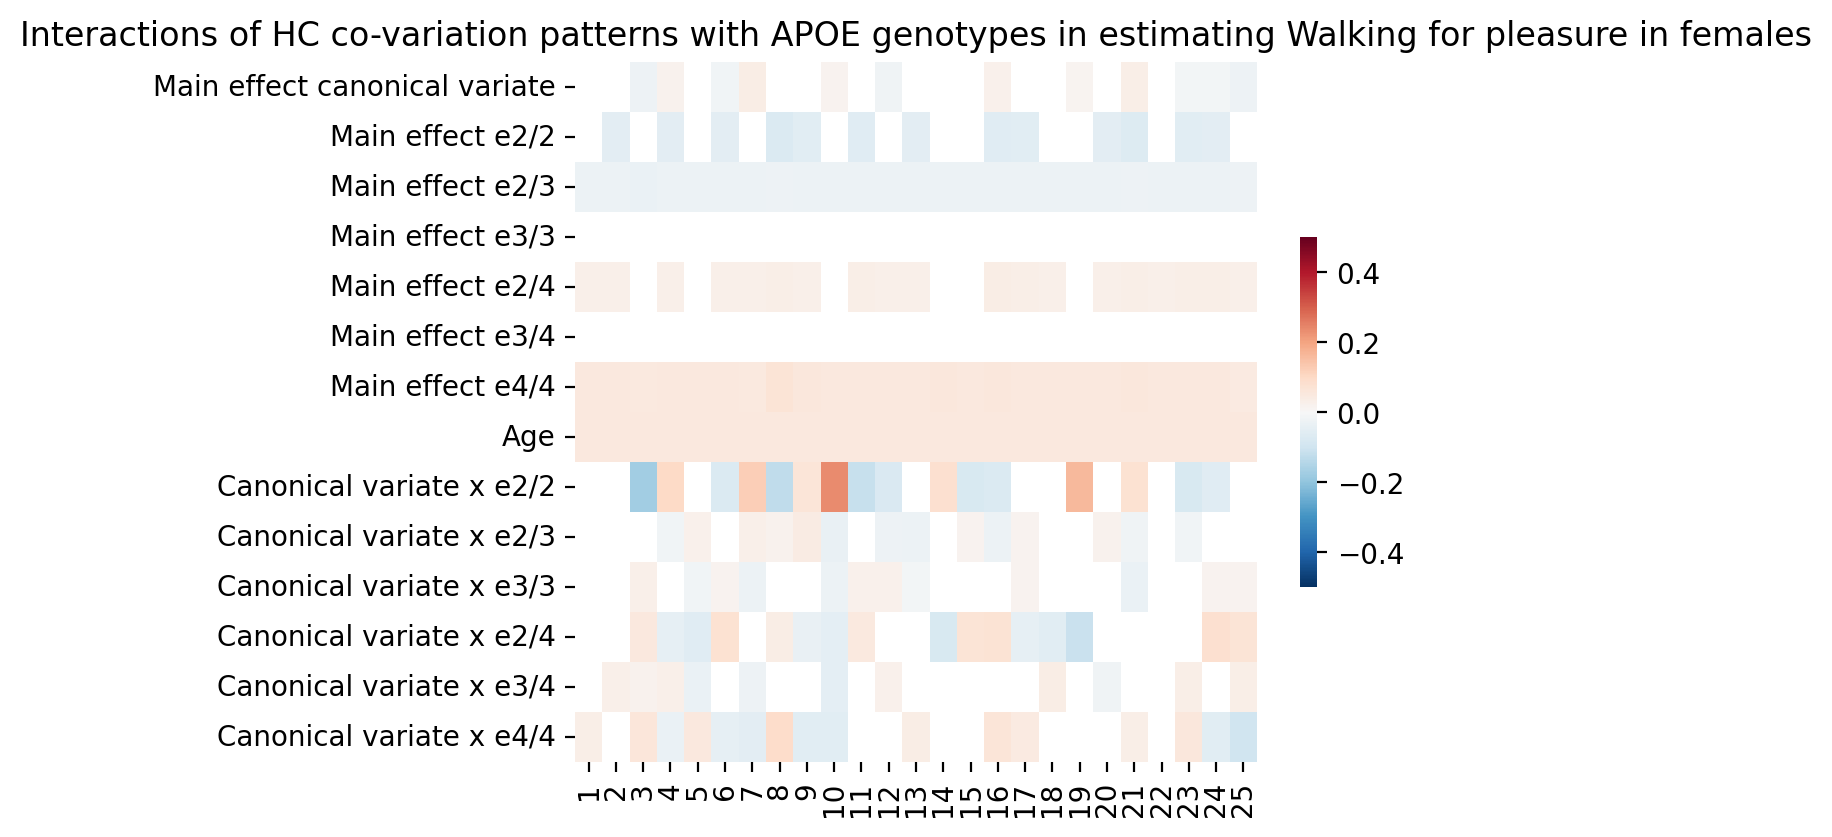 Interactions of HC co-variation patterns with APOE genotypes in estimating Walking for pleasure in females
Main effect canonical variate
Main effect e2/2
Main effect e2/3
Main effect e3/3
Main effect e2/4
Main effect e3/4
Main effect e4/4
Age
Canonical variate x e2/2
Canonical variate x e2/3
Canonical variate x e3/3
Canonical variate x e2/4
Canonical variate x e3/4
Canonical variate x e4/4
1 2 3 4 5 6 7 8 9 10 11 12 13 14 15 16 17 18 19 20 21 22 23 24 25
0.4
0.2
0.0
−0.2
−0.4